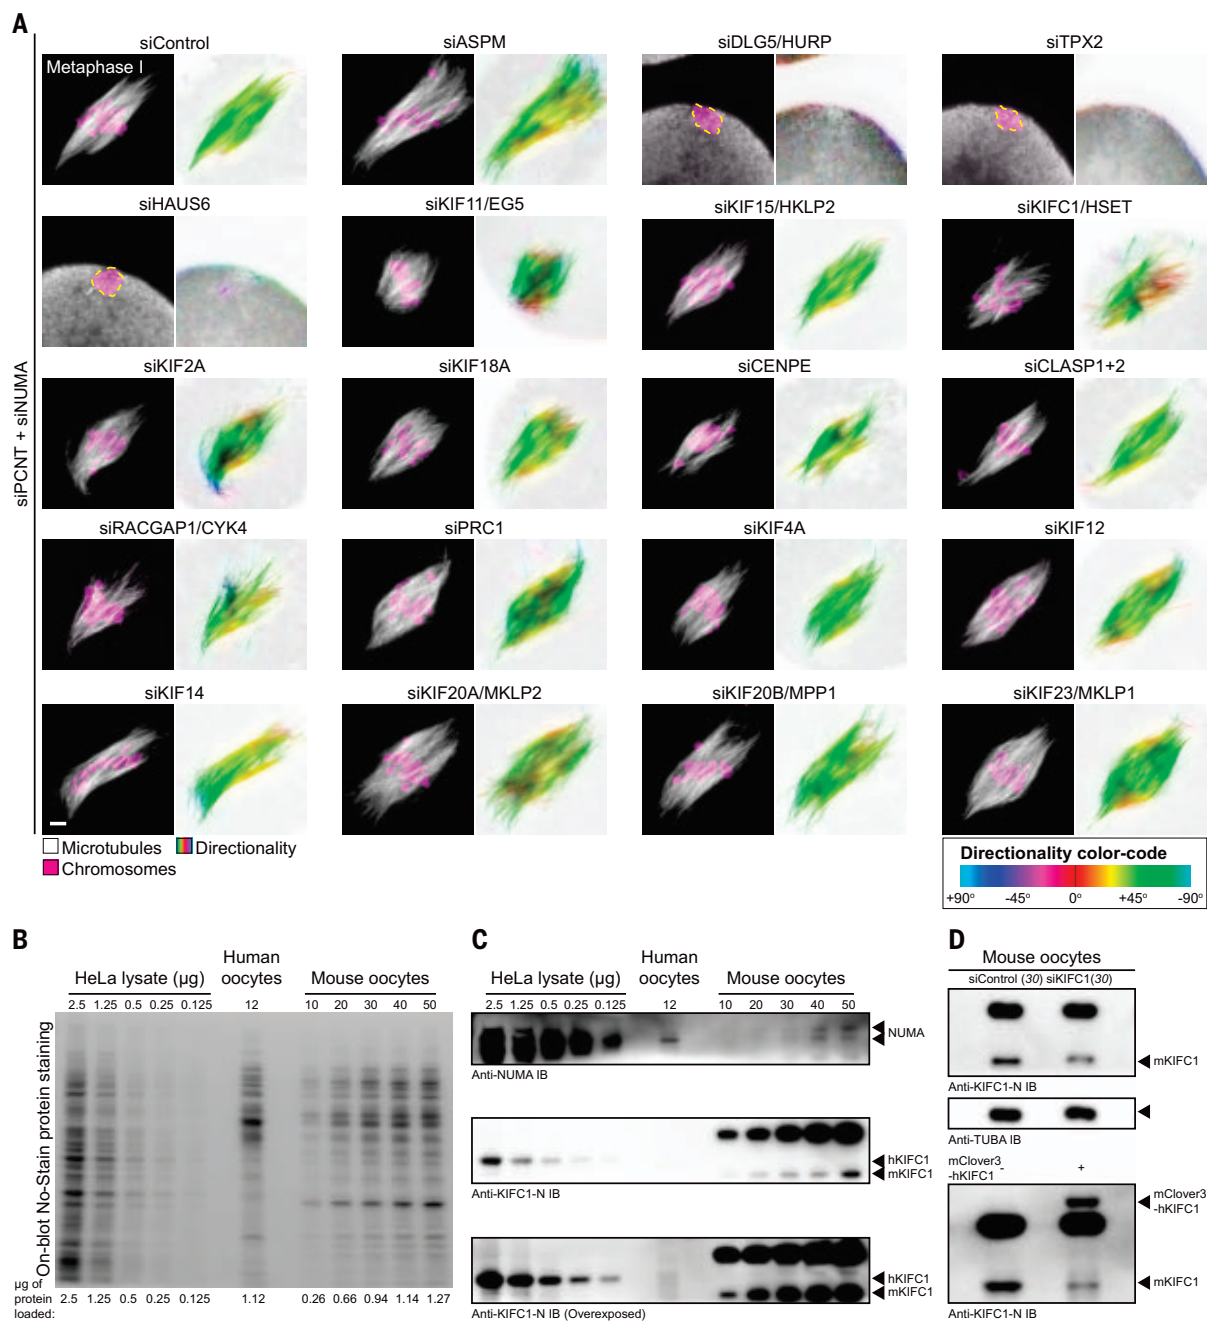 A
siControl
siASPM
siDLG5/HURP
siTPX2
Metaphase I
siHAUS6
siKIF11/EG5
siKIF15/HKLP2
siKIFC1/HSET
siPCNT + siNUMA
siKIF2A
siKIF18A
siCENPE
siCLASP1+2
siRACGAP1/CYK4
siPRC1
siKIF4A
siKIF12
siKIF14
siKIF20A/MKLP2
siKIF20B/MPP1
siKIF23/MKLP1
Microtubules
Directionality
Chromosomes
Directionality color-code
+90° -45° 0° +45° -90°
B
HeLa lysate (µg)
Human
oocytes
Mouse oocytes
2.5 1.25 0.5 0.25 0.125 12 10 20 30 40 50
On-blot No-Stain protein staining
µg of
protein
loaded:
2.5 1.25 0.5 0.25 0.125 1.12 0.26 0.66 0.94 1.14 1.27
C
HeLa lysate (µg)
Human
oocytes
Mouse oocytes
2.5 1.25 0.5 0.25 0.125 12 10 20 30 40 50
NUMA
Anti-NUMA IB
hKIFC1
mKIFC1
Anti-KIFC1-N IB
hKIFC1
mKIFC1
Anti-KIFC1-N IB (Overexposed)
D
Mouse oocytes
siControl (30) siKIFC1(30)
mKIFC1
Anti-KIFC1-N IB
Anti-TUBA IB
mClover3
-hKIFC1 - +
mClover3
-hKIFC1
mKIFC1
Anti-KIFC1-N IB